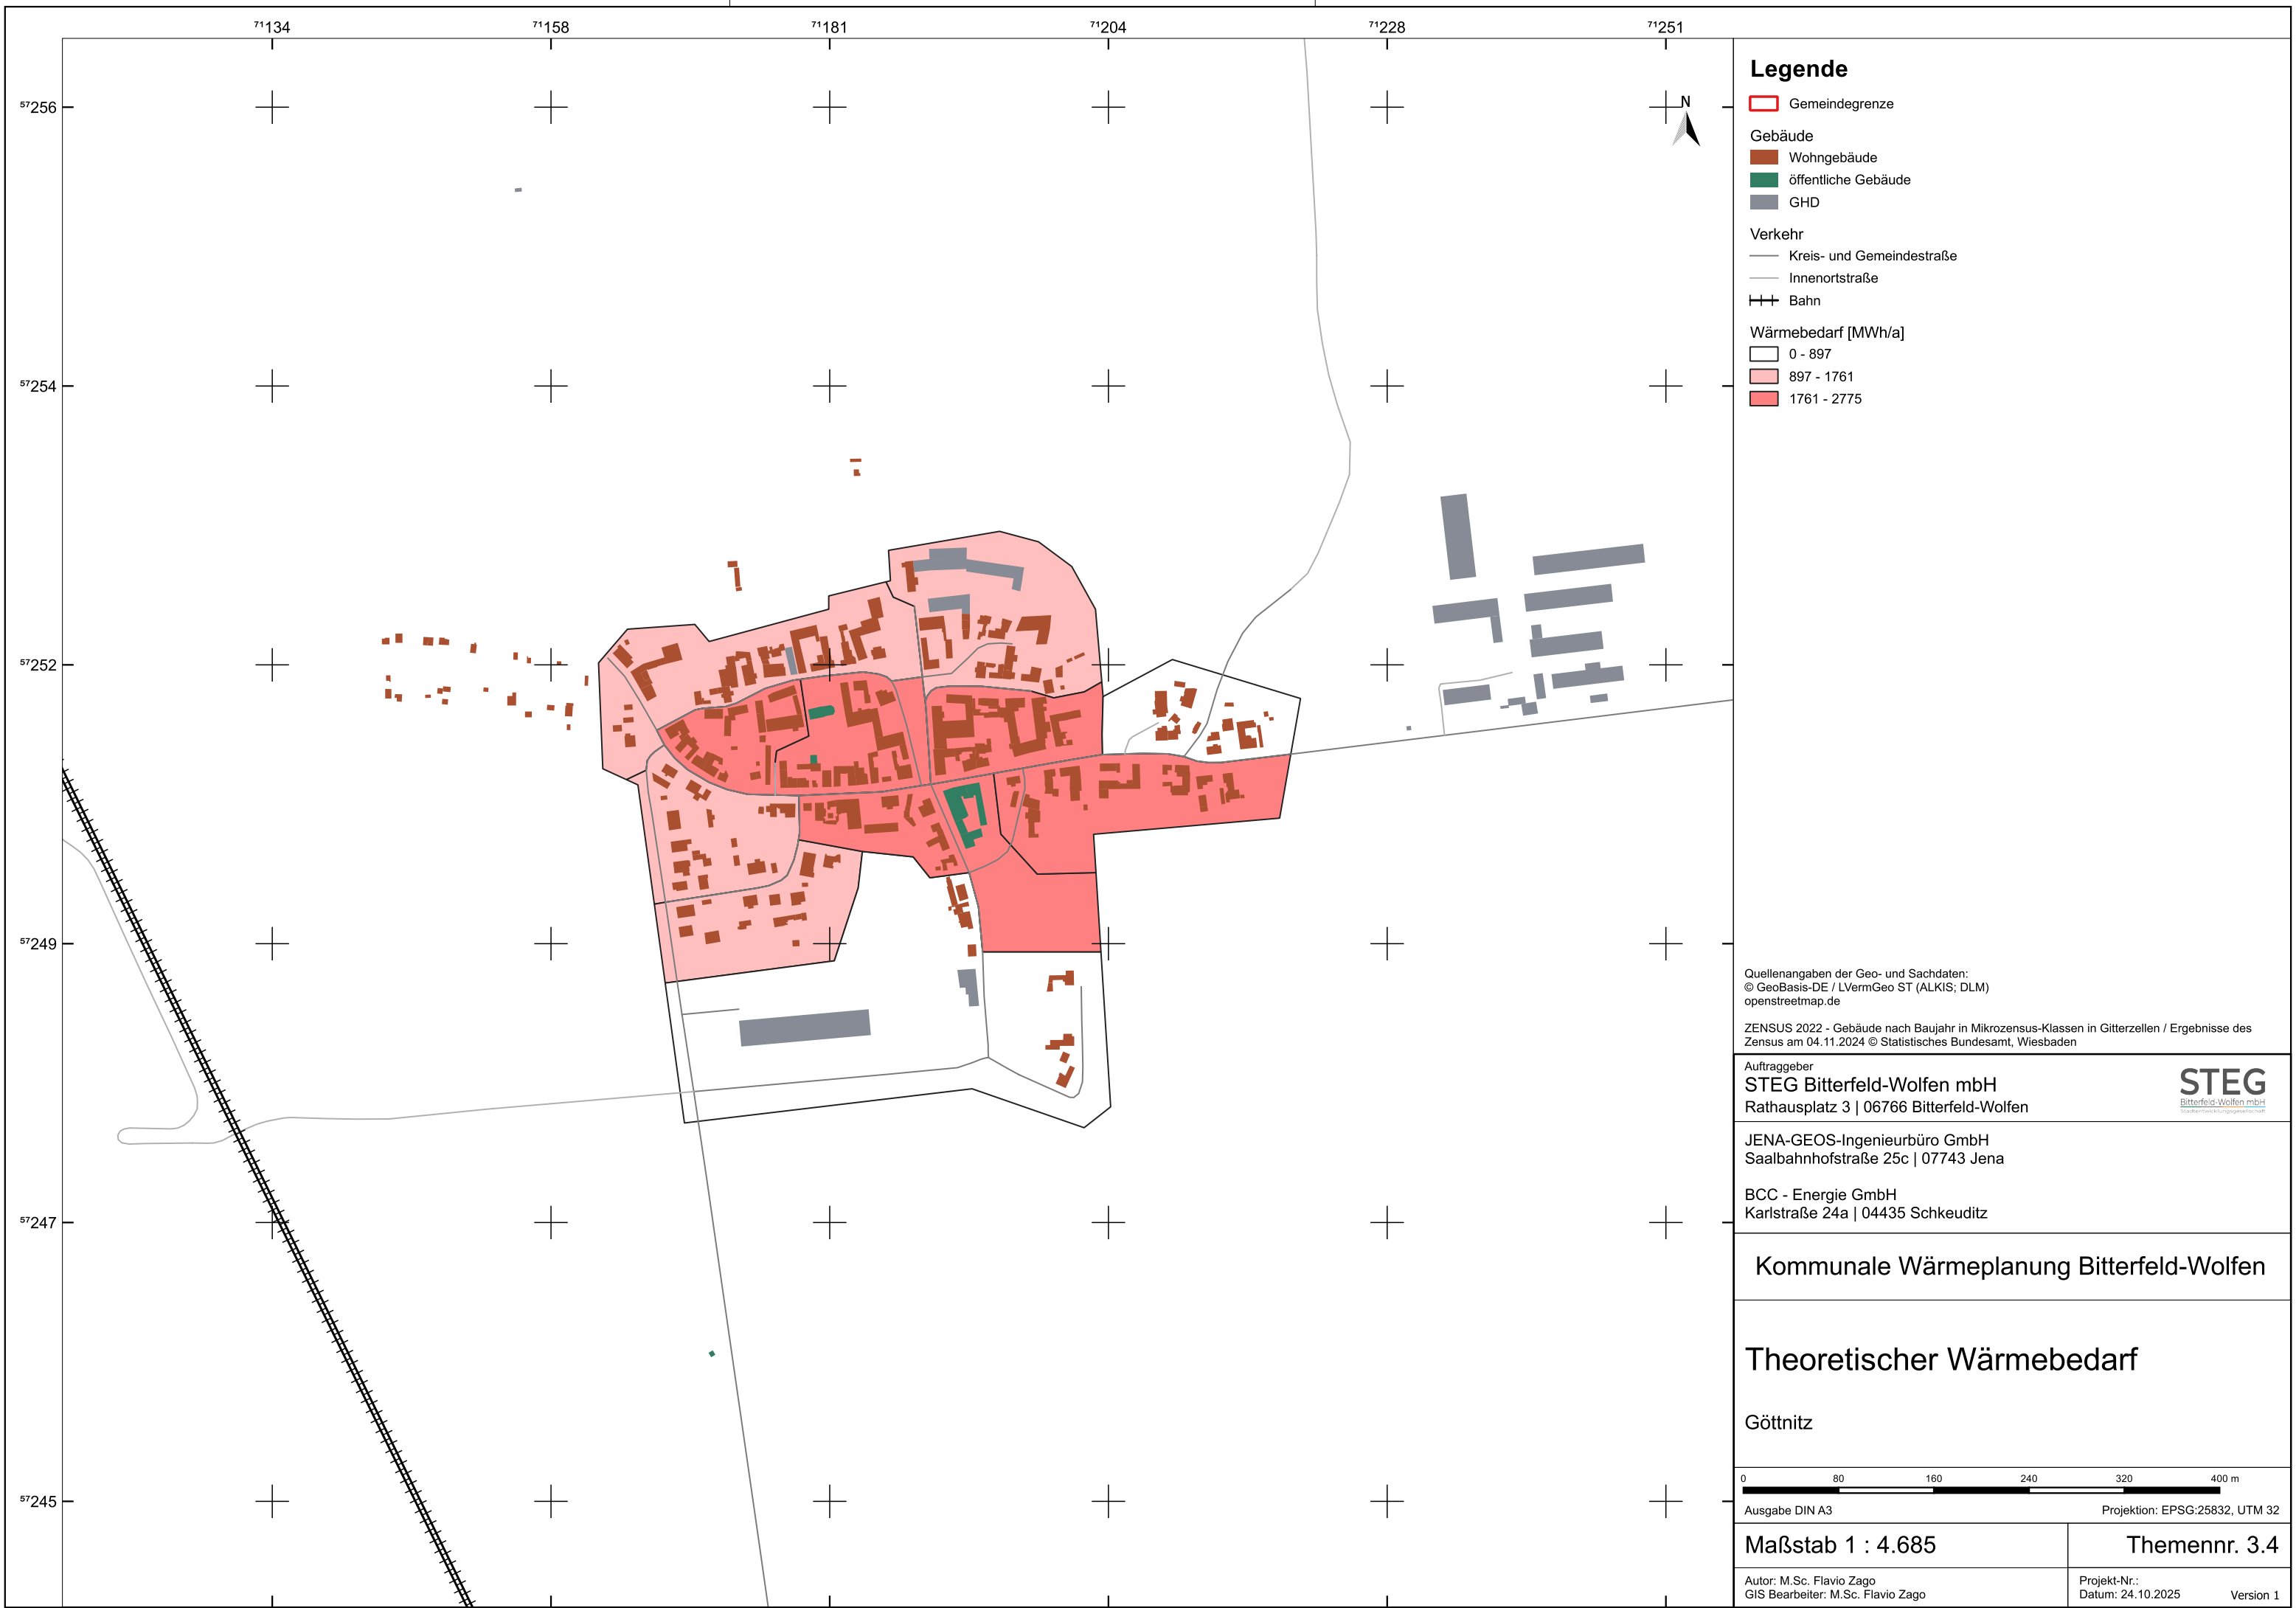 71134
71158
71181
71204
71228
71251
57256
57254
57252
57249
57247
57245
N
Legende
Gemeindegrenze
Gebäude
Wohngebäude
öffentliche Gebäude
GHD
Verkehr
Kreis- und Gemeindestraße
Innenortstraße
Bahn
Wärmebedarf [MWh/a]
0 - 897
897 - 1761
1761 - 2775
Quellenangaben der Geo- und Sachdaten:
© GeoBasis-DE / LVermGeo ST (ALKIS; DLM)
openstreetmap.de
ZENSUS 2022 - Gebäude nach Baujahr in Mikrozensus-Klassen in Gitterzellen / Ergebnisse des
Zensus am 04.11.2024 © Statistisches Bundesamt, Wiesbaden
Auftraggeber
STEG Bitterfeld-Wolfen mbH
Rathausplatz 3 | 06766 Bitterfeld-Wolfen
STEG
Bitterfeld-Wolfen mbH
Stadtentwicklungsgesellschaft
JENA-GEOS-Ingenieurbüro GmbH
Saalbahnhofstraße 25c | 07743 Jena
BCC - Energie GmbH
Karlstraße 24a | 04435 Schkeuditz
Kommunale Wärmeplanung Bitterfeld-Wolfen
Theoretischer Wärmebedarf
Göttnitz
0 80 160 240 320 400 m
Ausgabe DIN A3
Projektion: EPSG:25832, UTM 32
Maßstab 1 : 4.685
Themennr. 3.4
Autor: M.Sc. Flavio Zago
GIS Bearbeiter: M.Sc. Flavio Zago
Projekt-Nr.:
Datum: 24.10.2025
Version 1